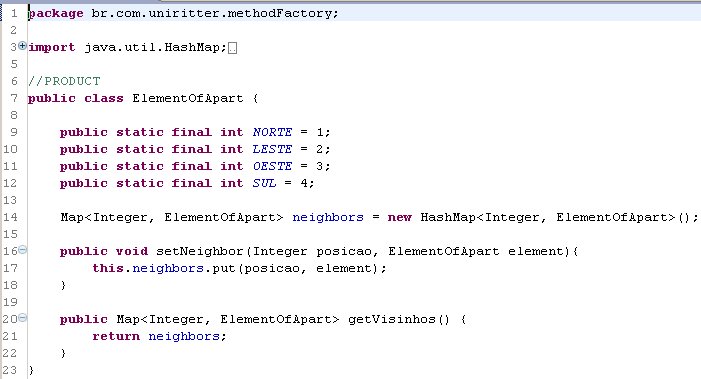 1 package br.com.uniritter.methodFactory;
2
3 import java.util.HashMap;
5
6 //PRODUCT
7 public class ElementOfApart {
8
9 public static final int NORTE = 1;
10 public static final int LESTE = 2;
11 public static final int OESTE = 3;
12 public static final int SUL = 4;
13
14 Map<Integer, ElementOfApart> neighbors = new HashMap<Integer, ElementOfApart>();
15
16 public void setNeighbor(Integer posicao, ElementOfApart element){
17 this.neighbors.put(posicao, element);
18 }
19
20 public Map<Integer, ElementOfApart> getVisinhos() {
21 return neighbors;
22 }
23 }